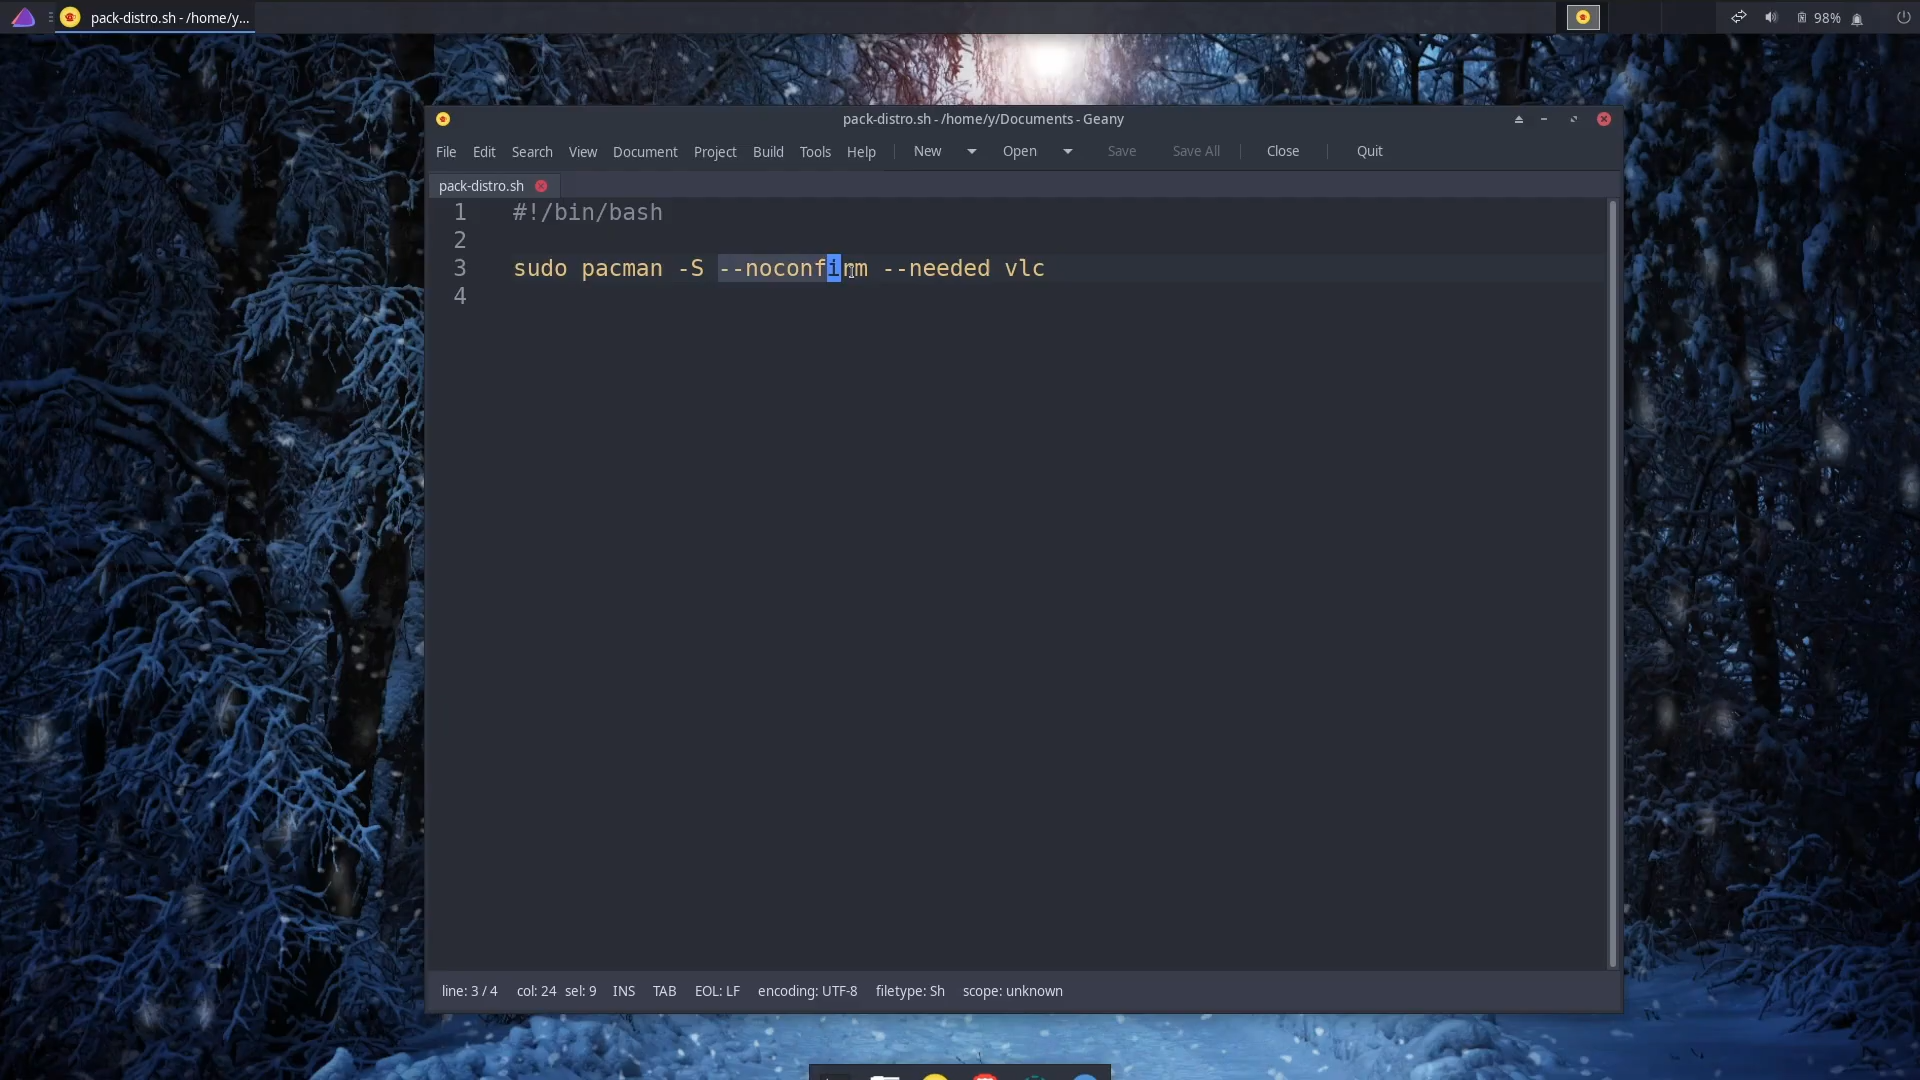 pack-distro.sh - /home/y...
98%
pack-distro.sh - /home/y/Documents - Geany
File Edit Search View Document Project Build Tools Help New Open Save Save All Close Quit
pack-distro.sh
1 #!/bin/bash
2
3 sudo pacman -S --noconfirm --needed vlc
4
line: 3 / 4 col: 24 sel: 9 INS TAB EOL: LF encoding: UTF-8 filetype: Sh scope: unknown